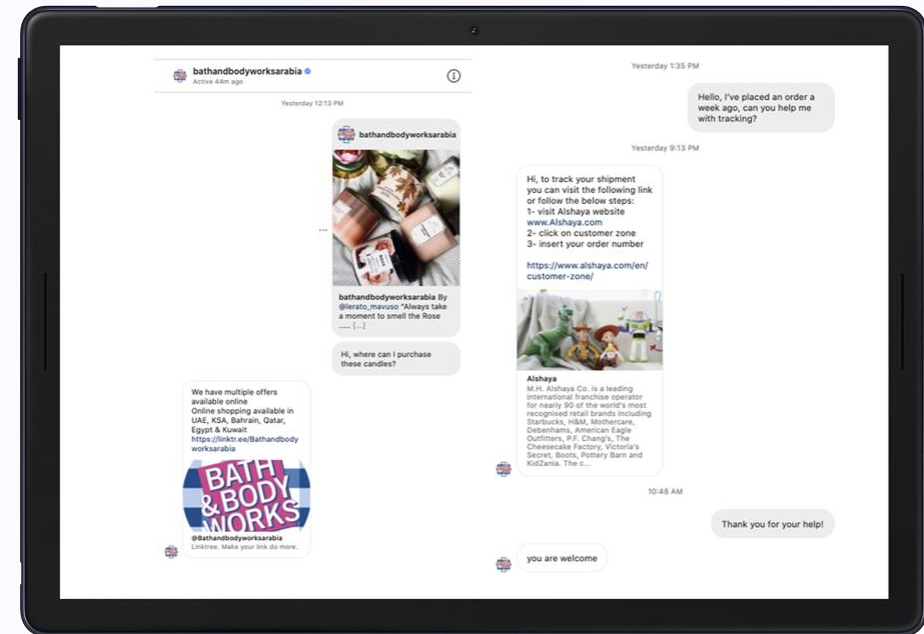 bathandbodyworksarabia
Active 44m ago
Yesterday 12:13 PM
bathandbodyworksarabia
bathandbodyworksarabia By
@lerato_mavuso "Always take
a moment to smell the Rose
..... [...]
Hi, where can I purchase
these candles?
We have multiple offers
available online
Online shopping available in
UAE, KSA, Bahrain, Qatar,
Egypt & Kuwait
https://linktr.ee/Bathandbody
worksarabia
BATH
& BODY
WORKS
@Bathandbodyworksarabia
Linktree. Make your link do more.
Yesterday 1:35 PM
Hello, I've placed an order a
week ago, can you help me
with tracking?
Yesterday 9:13 PM
Hi, to track your shipment
you can visit the following link
or follow the below steps:
1- visit Alshaya website
www.Alshaya.com
2- click on customer zone
3- insert your order number
https://www.alshaya.com/en/
customer-zone/
Alshaya
M.H. Alshaya Co. is a leading
international franchise operator
for nearly 90 of the world's most
recognised retail brands including
Starbucks, H&M, Mothercare,
Debenhams, American Eagle
Outfitters, P.F. Chang's, The
Cheesecake Factory, Victoria's
Secret, Boots, Pottery Barn and
KidZania. The c...
10:48 AM
Thank you for your help!
you are welcome